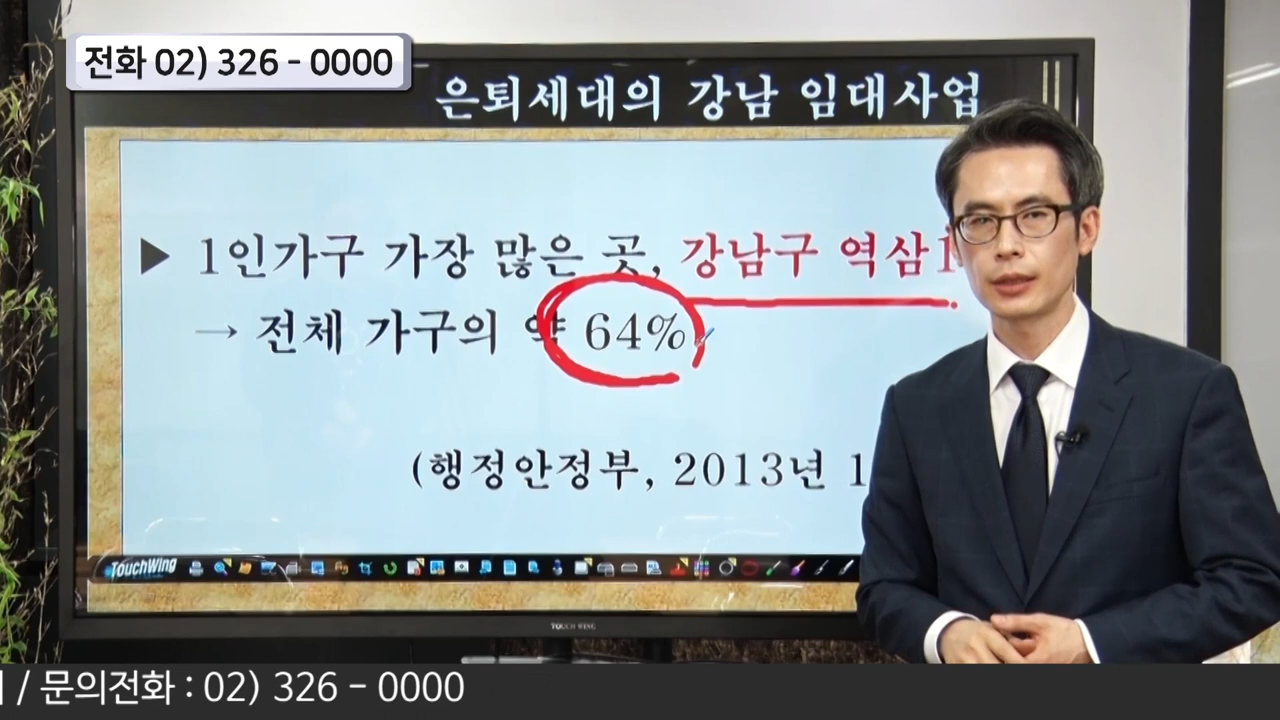 전화 02) 326 - 0000
은퇴세대의 강남 임대사업
▶ 1인가구 가장 많은 곳, 강남구 역삼1
→ 전체 가구의 약 64%
(행정안정부, 2013년 1
TouchWing
TOUCH WING
/ 문의전화 : 02) 326 - 0000